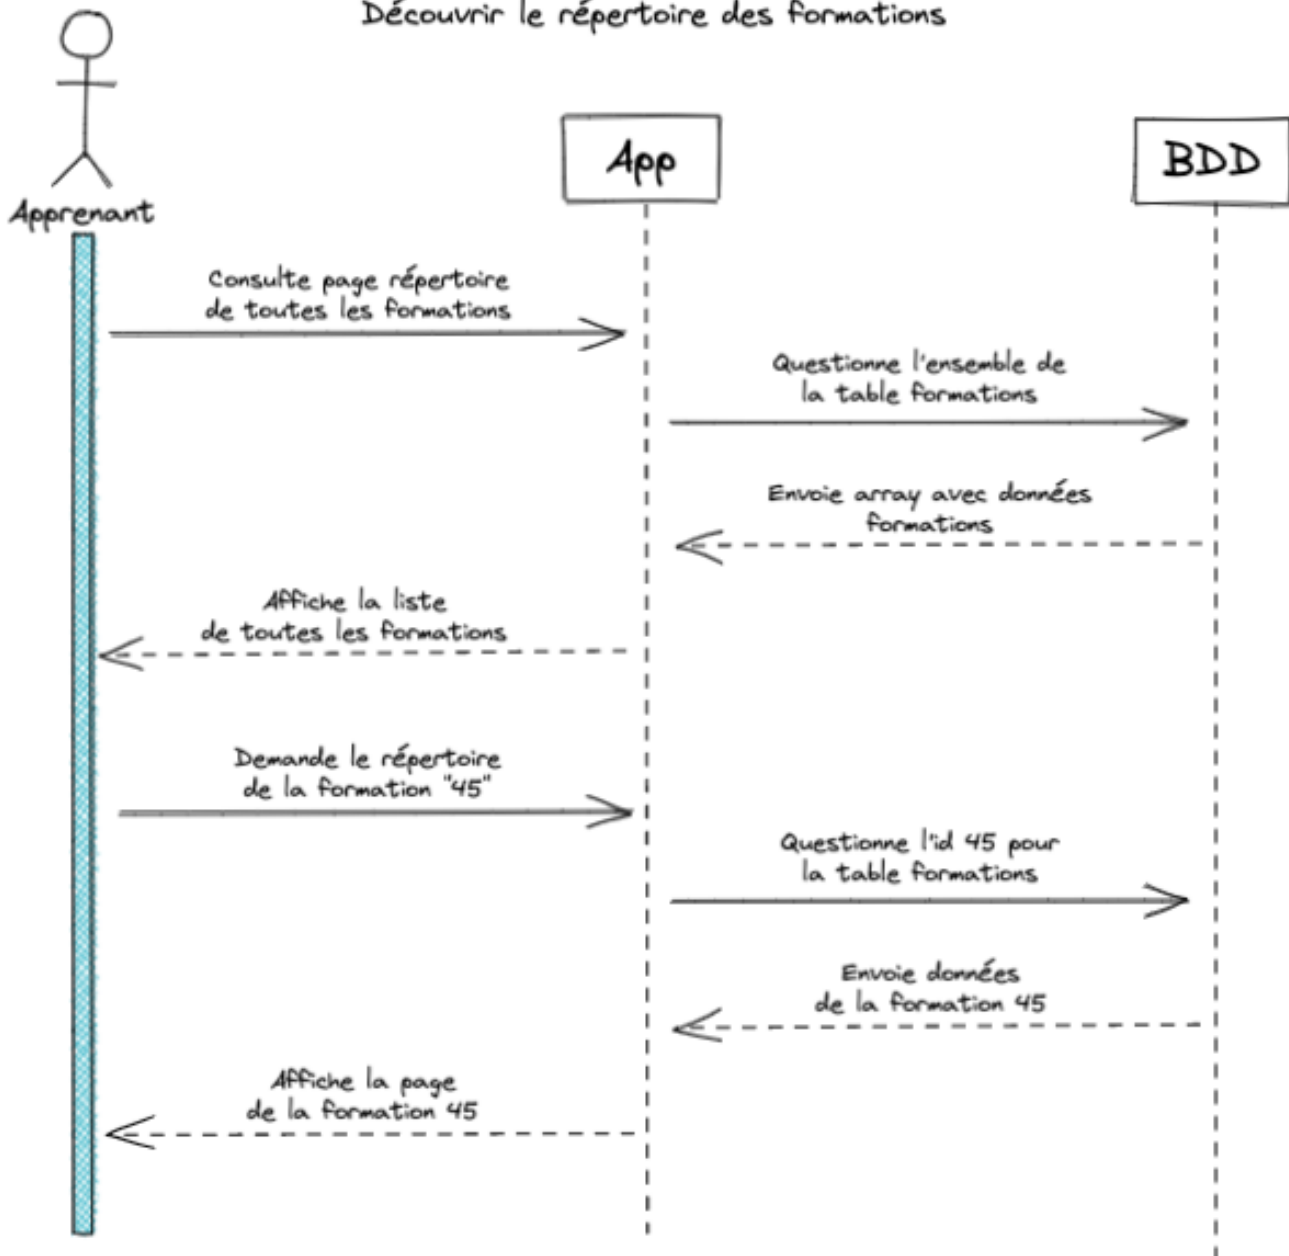 Découvrir le répertoire des formations
App
BDD
Apprenant
Consulte page répertoire
de toutes les formations
Questionne l'ensemble de
la table formations
Envoie array avec données
formations
Affiche la liste
de toutes les formations
Demande le répertoire
de la formation "45"
Questionne l'id 45 pour
la table formations
Envoie données
de la formation 45
Affiche la page
de la formation 45